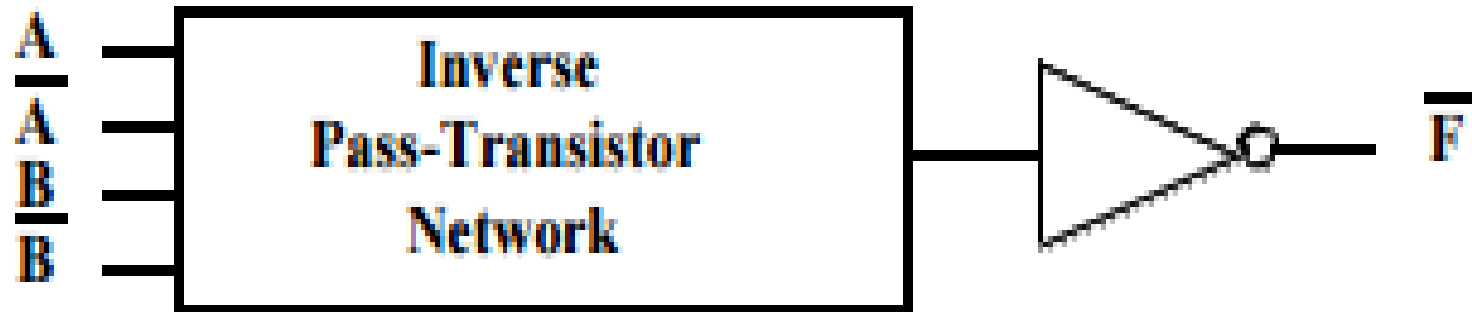 A
A̅
B
B̅
Inverse
Pass-Transistor
Network
F̅